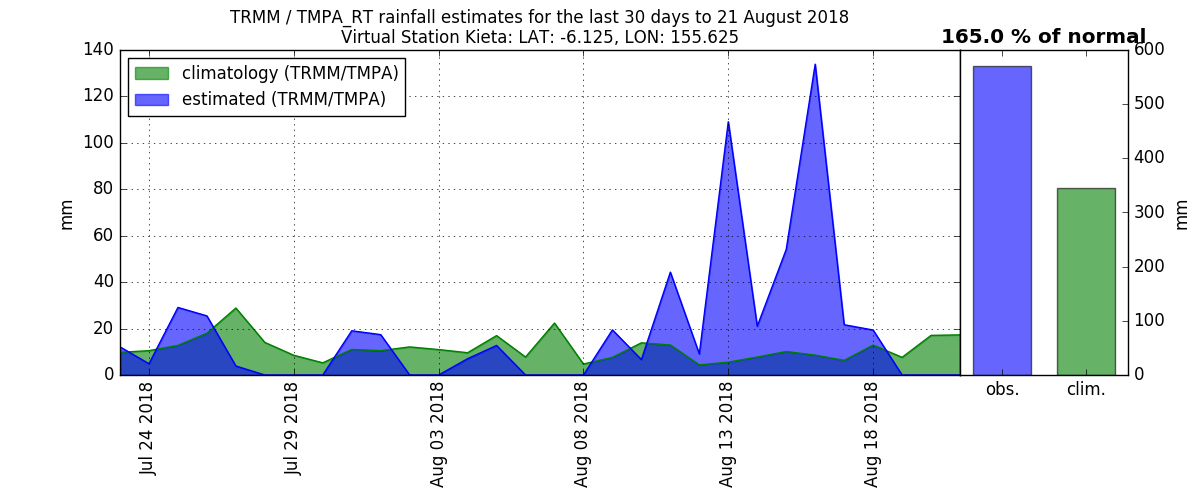 TRMM / TMPA_RT rainfall estimates for the last 30 days to 21 August 2018
Virtual Station Kieta: LAT: -6.125, LON: 155.625
165.0 % of normal
climatology (TRMM/TMPA)
estimated (TRMM/TMPA)
mm
140
120
100
80
60
40
20
0
Jul 24 2018
Jul 29 2018
Aug 03 2018
Aug 08 2018
Aug 13 2018
Aug 18 2018
obs.
clim.
600
500
400
300
200
100
0
mm